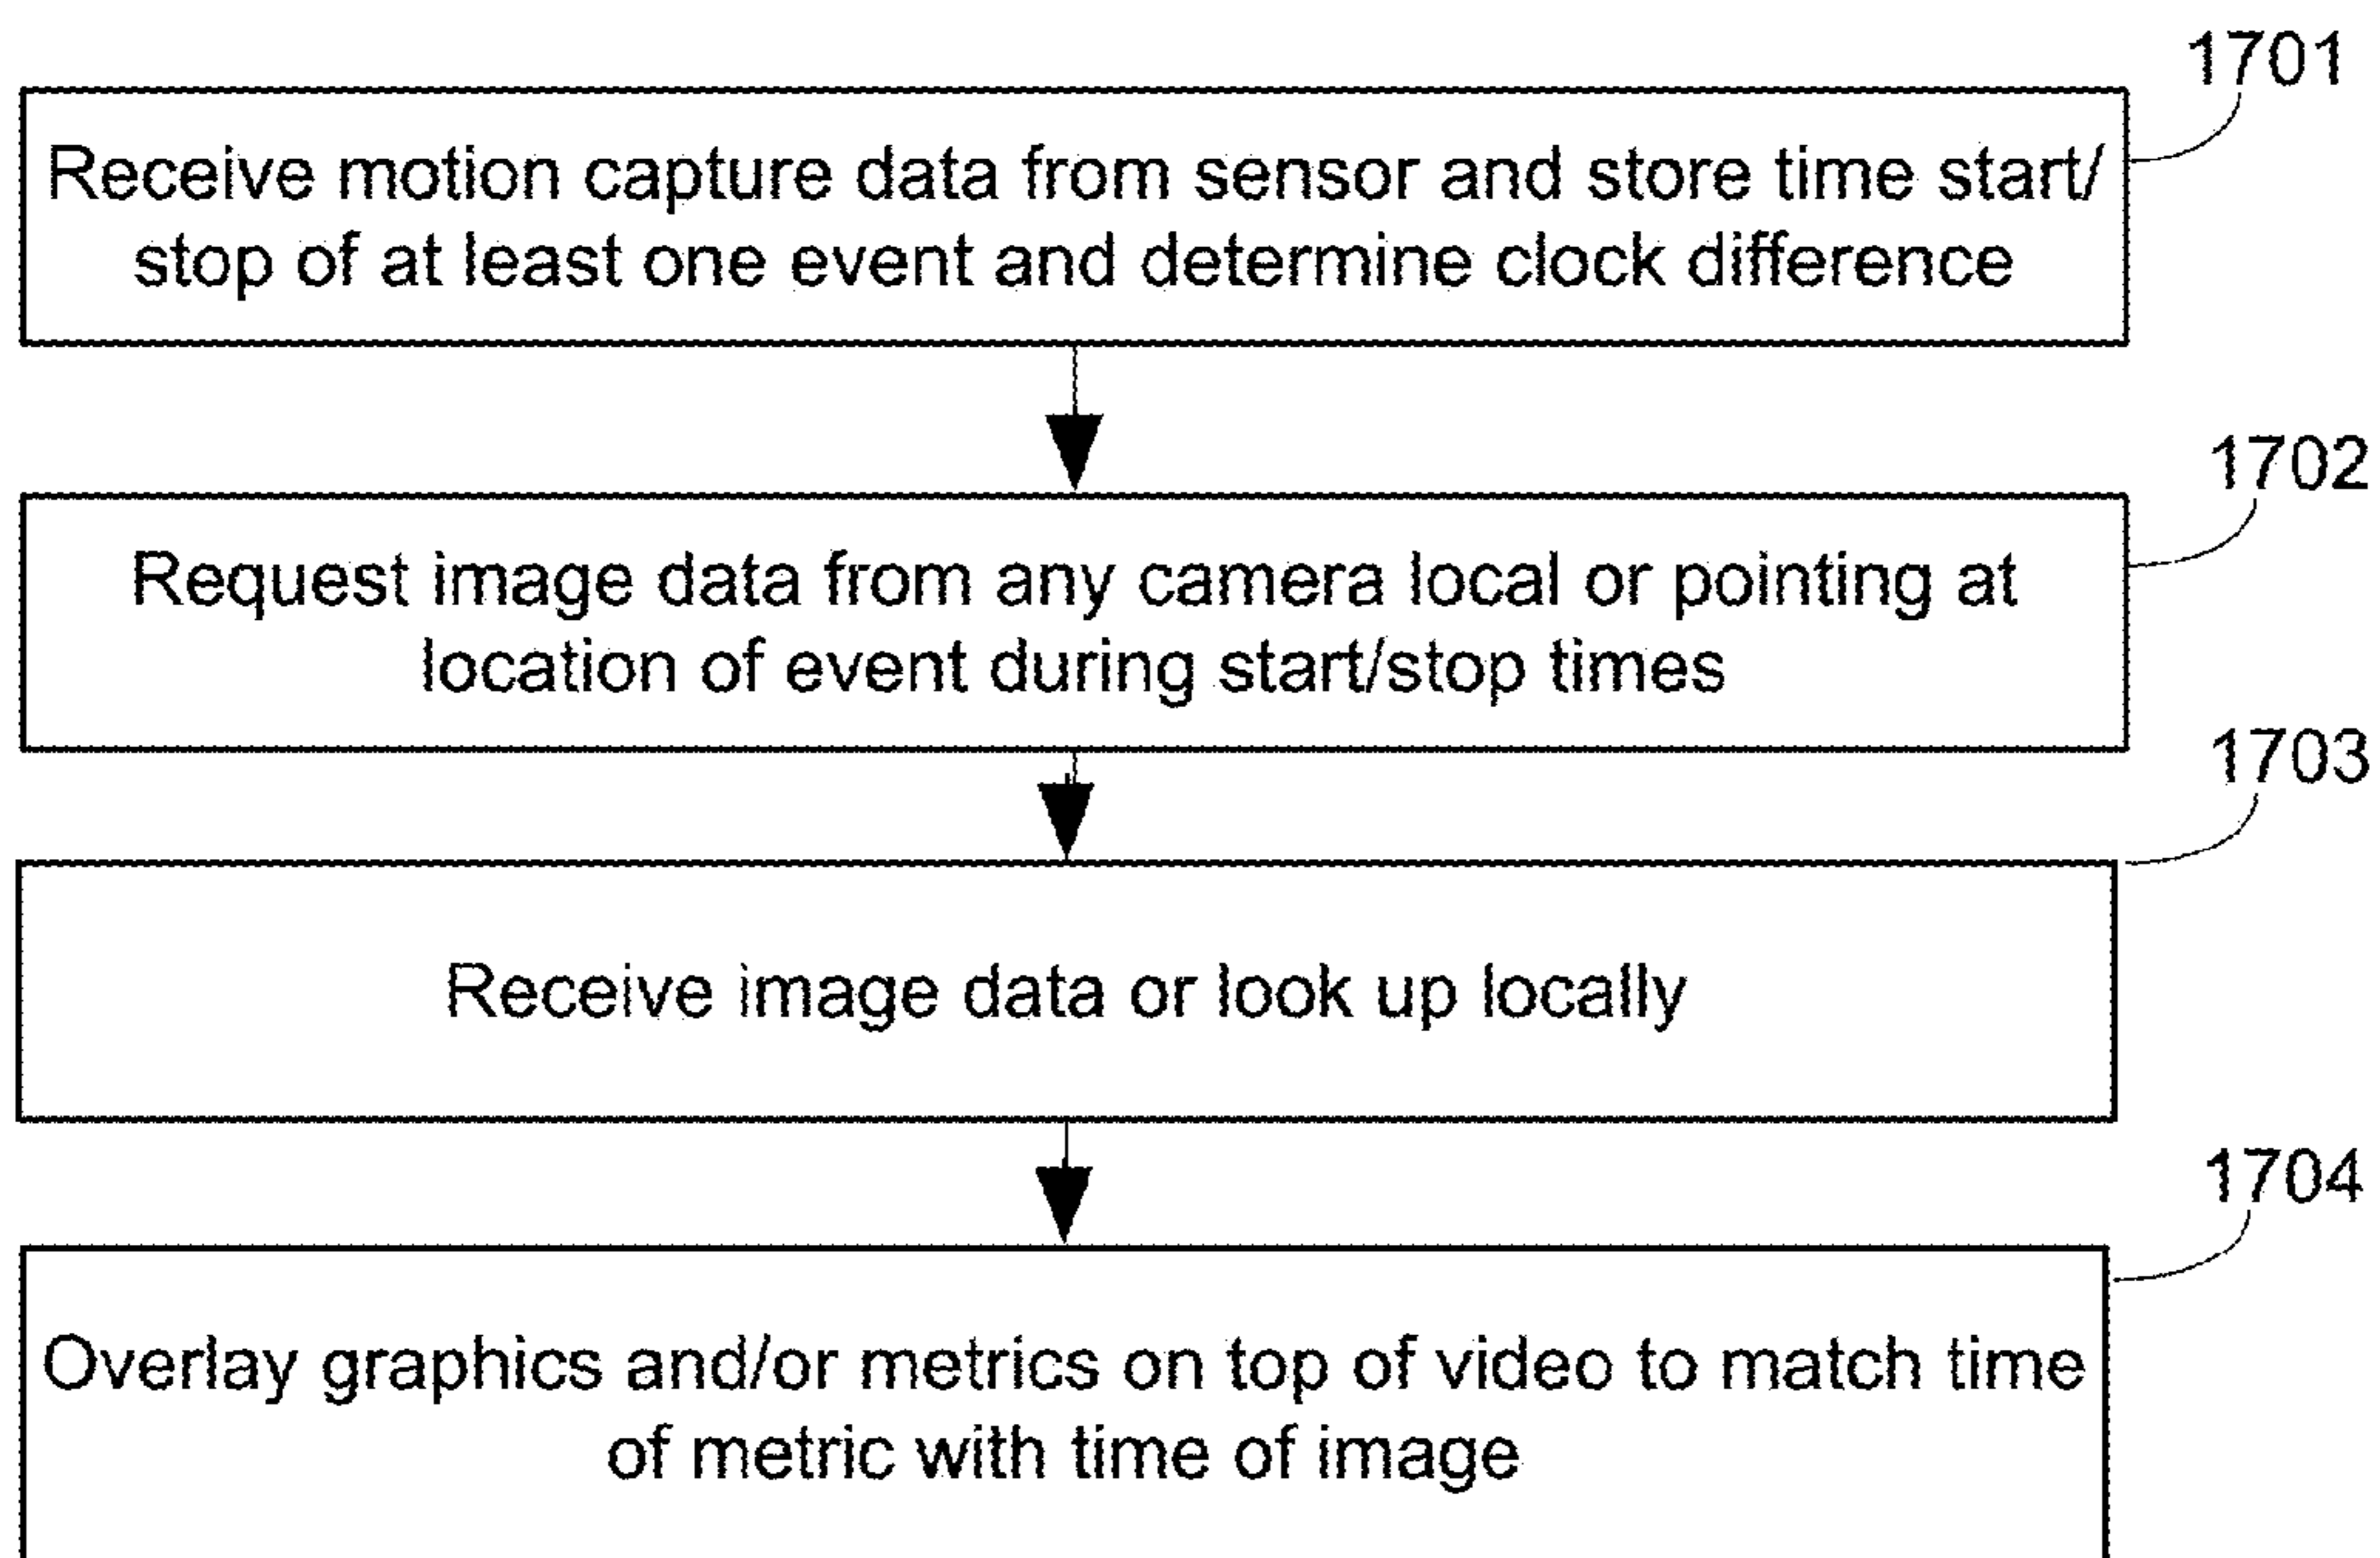 1701
Receive motion capture data from sensor and store time start/
stop of at least one event and determine clock difference
1702
Request image data from any camera local or pointing at
location of event during start/stop times
1703
Receive image data or look up locally
1704
Overlay graphics and/or metrics on top of video to match time
of metric with time of image